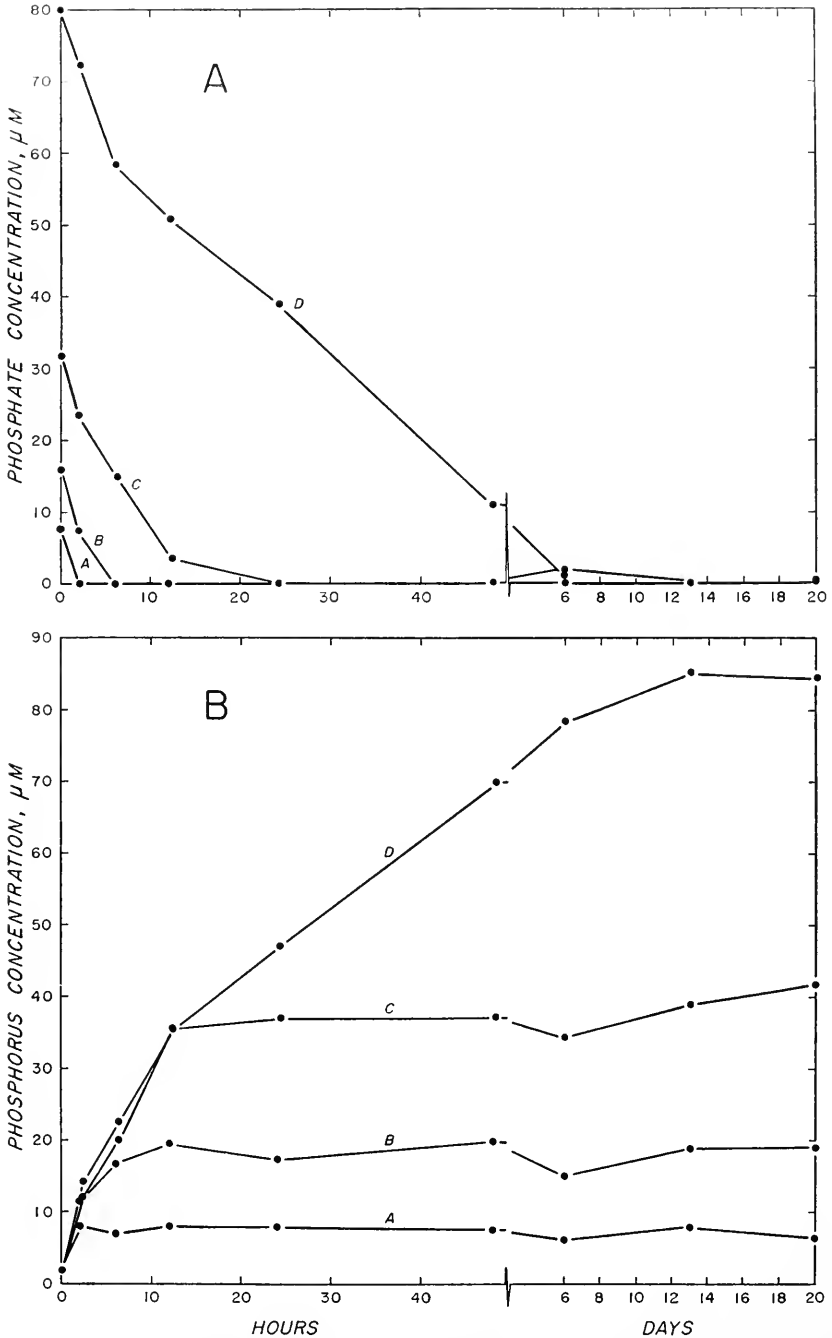 A
PHOSPHATE CONCENTRATION, µM
80
70
60
50
40
30
20
10
0
D
C
B
A
0 10 20 30 40 6 8 10 12 14 16 18 20
B
PHOSPHORUS CONCENTRATION, µM
90
80
70
60
50
40
30
20
10
0
D
C
B
A
0 10 20 30 40 6 8 10 12 14 16 18 20
HOURS DAYS